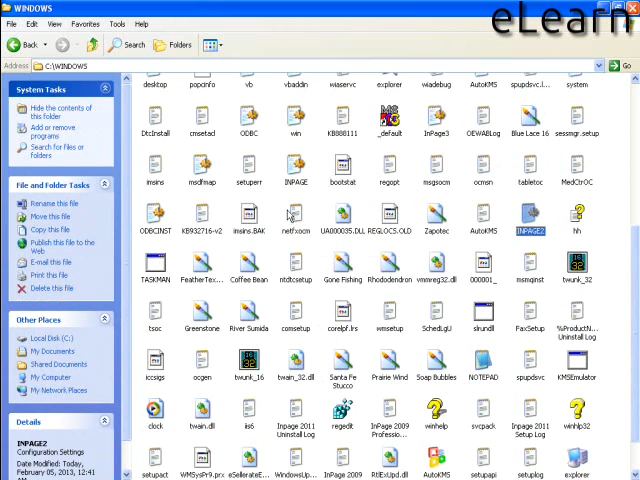 WINDOWS
eLearn
File Edit View Favorites Tools Help
Back Search Folders
Address C:\WINDOWS Go
System Tasks
Hide the contents of
this folder
Add or remove
programs
Search for files or
folders
File and Folder Tasks
Rename this file
Move this file
Copy this file
Publish this file to the
Web
E-mail this file
Print this file
Delete this file
Other Places
Local Disk (C:)
My Documents
Shared Documents
My Computer
My Network Places
Details
INPAGE2
Configuration Settings
Date Modified: Today,
February 05, 2013, 12:41
AM
desktop popcinfo vb vbaddin wiaservc explorer wiadebug AutoKMS spupdsvc.l... system
DtcInstall cmsetacl ODBC win KB888111 _default InPage3 OEWABLog Blue Lace 16 sessmgr.setup
imsins msdfmap setuperr INPAGE bootstat regopt msgsocm ocmsn tabletoc MedCtrOC
ODBCINST KB932716-v2 imsins.BAK netfxocm UA000035.DLL REGLOCS.OLD Zapotec AutoKMS INPAGE2 hh
TASKMAN FeatherTex... Coffee Bean ntdtcsetup Gone Fishing Rhododendron vmmreg32.dll 000001_ msmqinst twunk_32
tsoc Greenstone River Sumida comsetup corelpf.lrs wmsetup SchedLgU slrundll FaxSetup %ProductN...
Uninstall Log
iccsigs ocgen twunk_16 twain_32.dll Santa Fe
Stucco Prairie Wind Soap Bubbles NOTEPAD spupdsvc KMSEmulator
clock twain.dll iis6 Inpage 2011
Uninstall Log regedit InPage 2009
Professio... winhelp svcpack Inpage 2011
Setup Log winhlp32
setupact WMSysPr9.prx eSellerateE... WindowsUp... InPage 2009 RtlExUpd.dll AutoKMS setupapi setuplog explorer